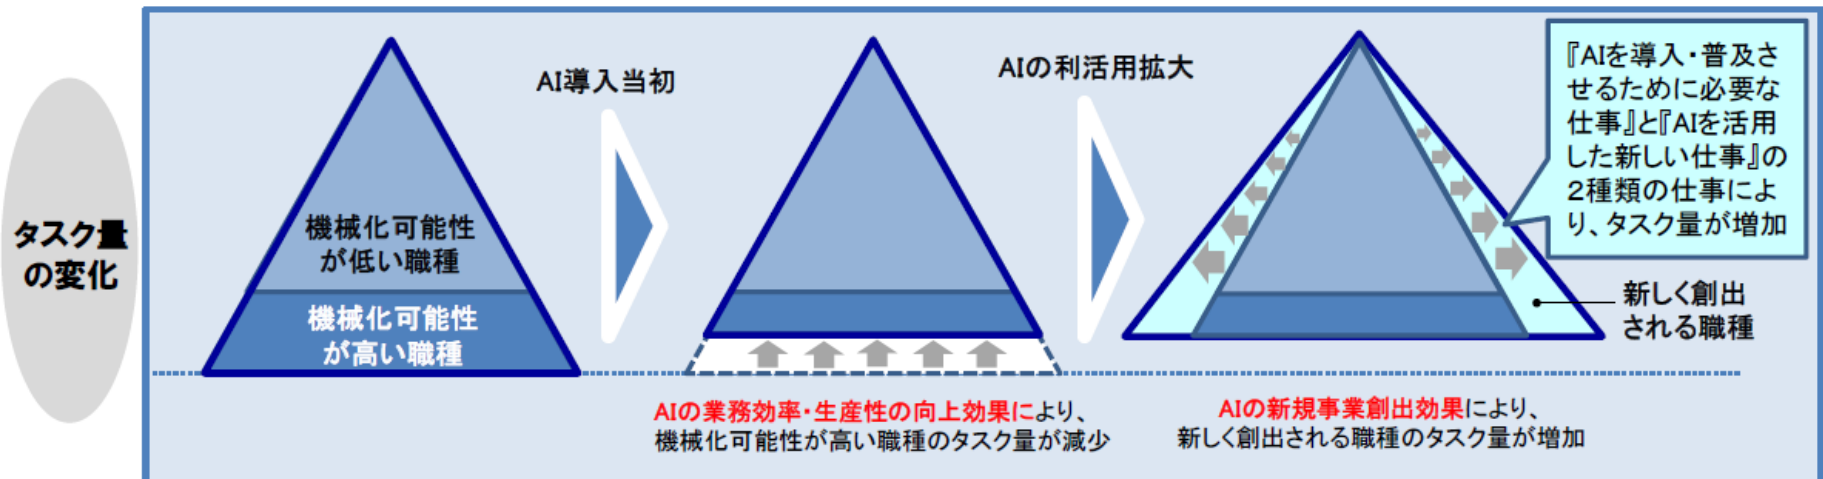 タスク量
の変化
機械化可能性
が低い職種
機械化可能性
が高い職種
AI導入当初
AIの業務効率・生産性の向上効果により、
機械化可能性が高い職種のタスク量が減少
AIの利活用拡大
『AIを導入・普及さ
せるために必要な
仕事』と『AIを活用
した新しい仕事』の
2種類の仕事によ
り、タスク量が増加
新しく創出
される職種
AIの新規事業創出効果により、
新しく創出される職種のタスク量が増加